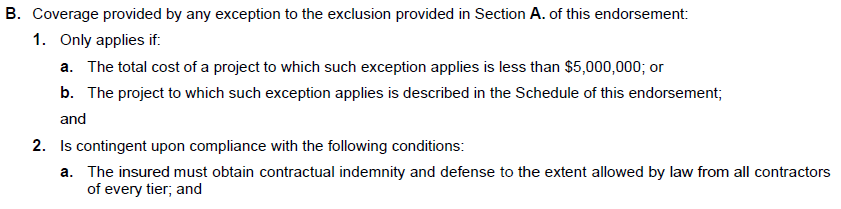 B. Coverage provided by any exception to the exclusion provided in Section A. of this endorsement:
1. Only applies if:
a. The total cost of a project to which such exception applies is less than $5,000,000; or
b. The project to which such exception applies is described in the Schedule of this endorsement;
and
2. Is contingent upon compliance with the following conditions:
a. The insured must obtain contractual indemnity and defense to the extent allowed by law from all contractors
of every tier; and